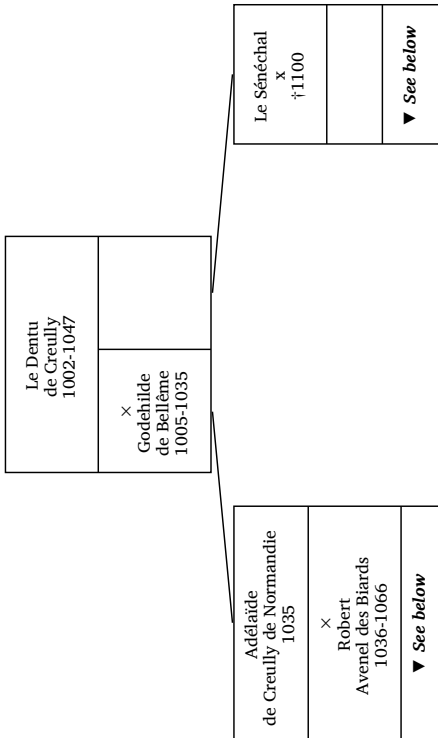 Le Dentu
de Creully
1002-1047
×
Godehilde
de Bellême
1005-1035
Adélaïde
de Creully de Normandie
1035
×
Robert
Avenel des Biards
1036-1066
▼ See below
Le Sénéchal
x
†1100
▼ See below